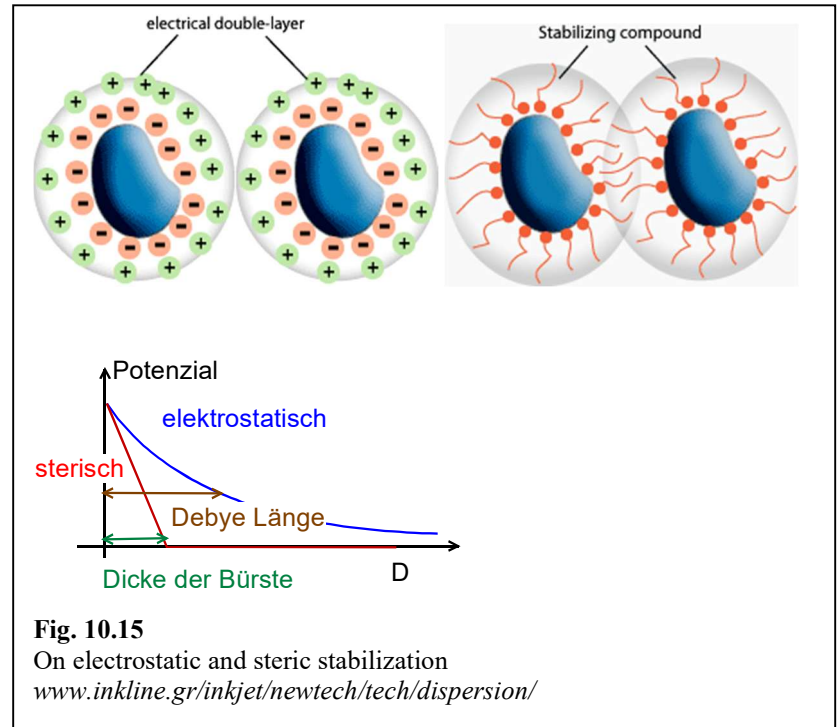 electrical double-layer
Stabilizing compound
+ + + + + + + + + + + + + +
- - - - - - - - - - -
+ + + + + + + + + + + + + +
- - - - - - - - - - -
Potenzial
elektrostatisch
sterisch
Debye Länge
D
Dicke der Bürste
Fig. 10.15
On electrostatic and steric stabilization
www.inkline.gr/inkjet/newtech/tech/dispersion/